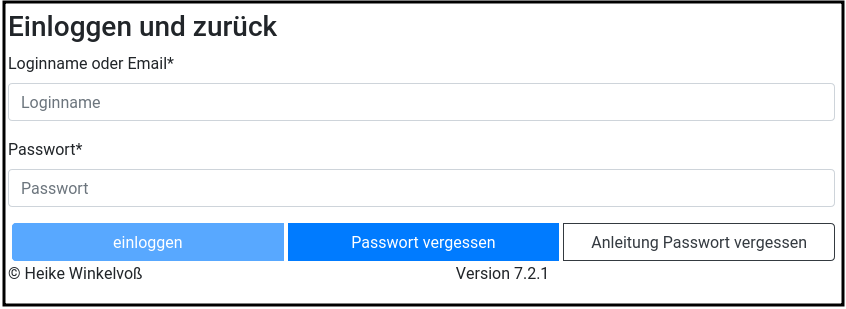 Einloggen und zurück
Loginname oder Email*
Loginname
Passwort*
Passwort
einloggen Passwort vergessen Anleitung Passwort vergessen
© Heike Winkelvoß Version 7.2.1